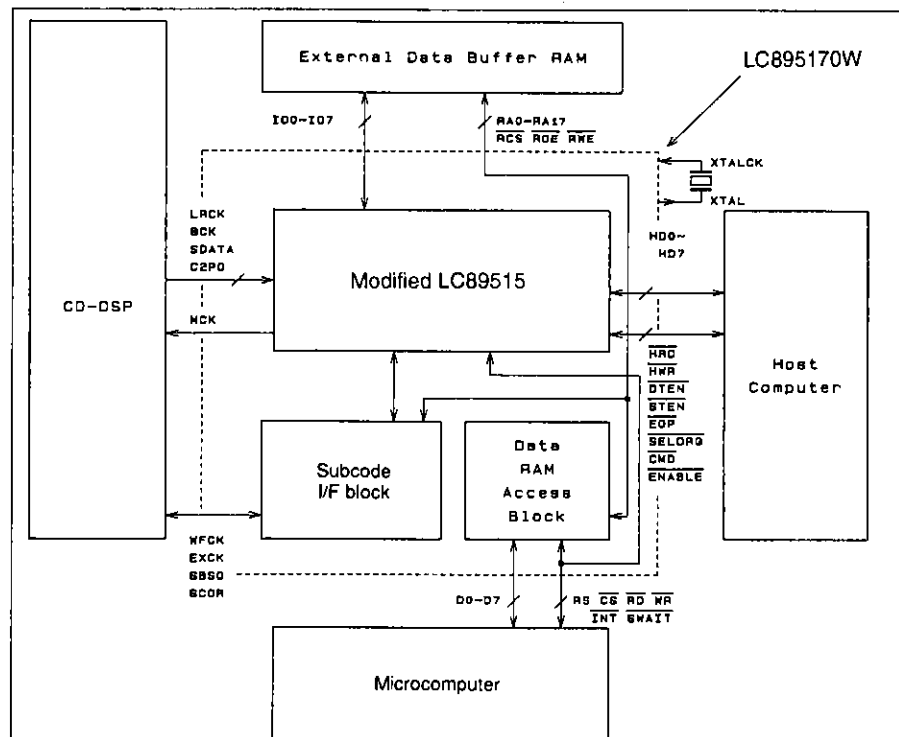 External Data Buffer RAM
LC895170W
IO0~IO7
RA0~RA17
RCS ROE RWE
XTALCK
XTAL
LRCK
BCK
SDATA
C2PO
HD0~
HD7
Modified LC89515
CD-DSP
MCK
Host
Computer
HRD
HWR
DTEN
STEN
EOP
SELDRQ
CMD
ENABLE
Subcode
I/F block
Data
RAM
Access
Block
WFCK
EXCK
SBSO
SCOR
D0~D7
RS CS RD WR
INT SWAIT
Microcomputer